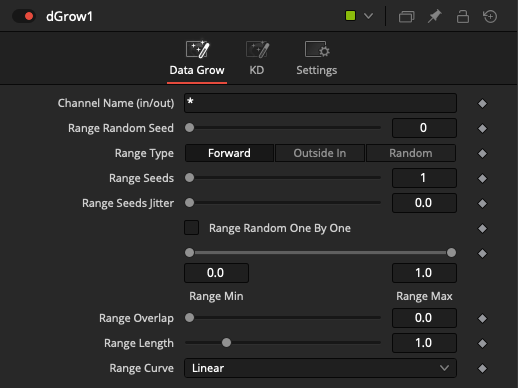 dGrow1
Data Grow KD Settings
Channel Name (in/out) *
Range Random Seed 0
Range Type Forward Outside In Random
Range Seeds 1
Range Seeds Jitter 0.0
Range Random One By One
0.0 1.0
Range Min Range Max
Range Overlap 0.0
Range Length 1.0
Range Curve Linear